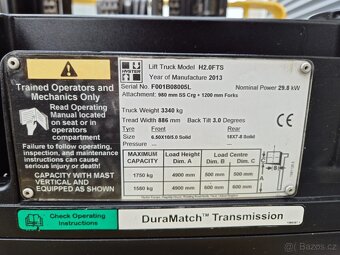 HYSTER
Lift Truck Model H2.0FTS
Year of Manufacture 2013
Serial No. F001B08005L Nominal Power 29.8 kW
Attachment: 980 mm SS Crg + 1200 mm Forks
Trained Operators and
Mechanics Only
Read Operating
Manual located
on seat or in
operators
compartment
Failure to follow operating,
inspection, and maintenance
instructions can cause
serious injury or death
CAPACITY WITH MAST
VERTICAL AND EQUIPPED
AS SHOWN
Truck Weight 3340 kg
Tread Width 886 mm Back Tilt 3.0 Degrees
Front Rear
Tyre 6.50X10/5.0 Solid 18X7-8 Solid
Pressure --- ---
MAXIMUM CAPACITY
Load Height Dim. A
Load Centre Dim. B Dim. C
1750 kg 4900 mm 500 mm 500 mm
1580 kg 4900 mm 600 mm 600 mm
Check Operating
Instructions
DuraMatch™ Transmission
bazos.cz